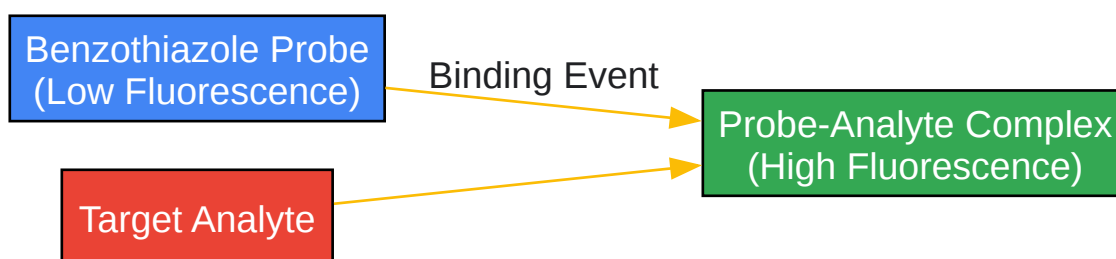 Benzothiazole Probe
(Low Fluorescence)
Binding Event
Probe-Analyte Complex
(High Fluorescence)
Target Analyte